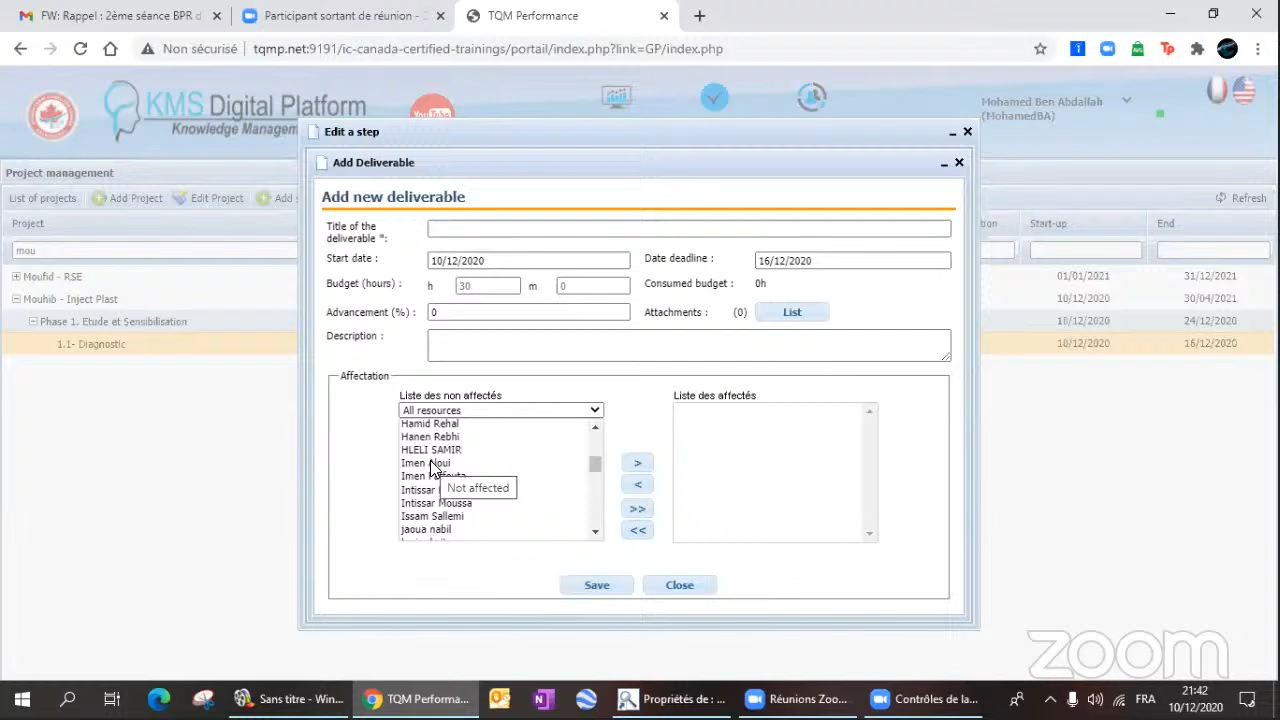 FW: Rappel : 2ème séance BPR d
Participant sortant de réunion - Z
TQM Performance
Non sécurisé
tqmp.net:9191/ic-canada-certified-trainings/portal/index.php?link=GP/index.php
KMS Digital Platform
Knowledge Managem
YouTube
Mohamed Ben Abdallah
(MohamedBA)
Edit a step
Add Deliverable
Project management
List of projects
Add Project
Edit Project
Add s
Refresh
Project
tion
Start-up
End
mou
Moufid - RSE
01/01/2021
31/12/2021
Mouhib - Inject Plast
10/12/2020
30/04/2021
Phase 1. Etude et Sensibilisation
10/12/2020
24/12/2020
1.1- Diagnostic
10/12/2020
16/12/2020
Add new deliverable
Title of the
deliverable *:
Start date :
10/12/2020
Date deadline :
16/12/2020
Budget (hours) :
h
30
m
0
Consumed budget :
0h
Advancement (%) :
0
Attachments :
(0)
List
Description :
Affectation
Liste des non affectés
Liste des affectés
All resources
Hamid Rehal
Hanen Rebhi
HLELI SAMIR
Imen Noui
Imen
Not affected
Intissar
Intissar Moussa
Issam Sallemi
jaoua nabil
>
<
>>
<<
Save
Close
zoom
Sans titre - Win...
TQM Performa...
Propriétés de : ...
Réunions Zoo...
Contrôles de la...
FRA
21:42
10/12/2020